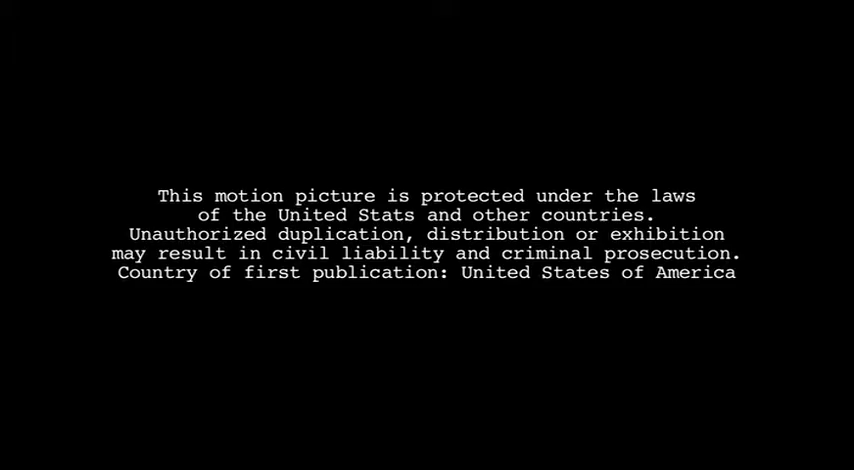 This motion picture is protected under the laws
of the United Stats and other countries.
Unauthorized duplication, distribution or exhibition
may result in civil liability and criminal prosecution.
Country of first publication: United States of America